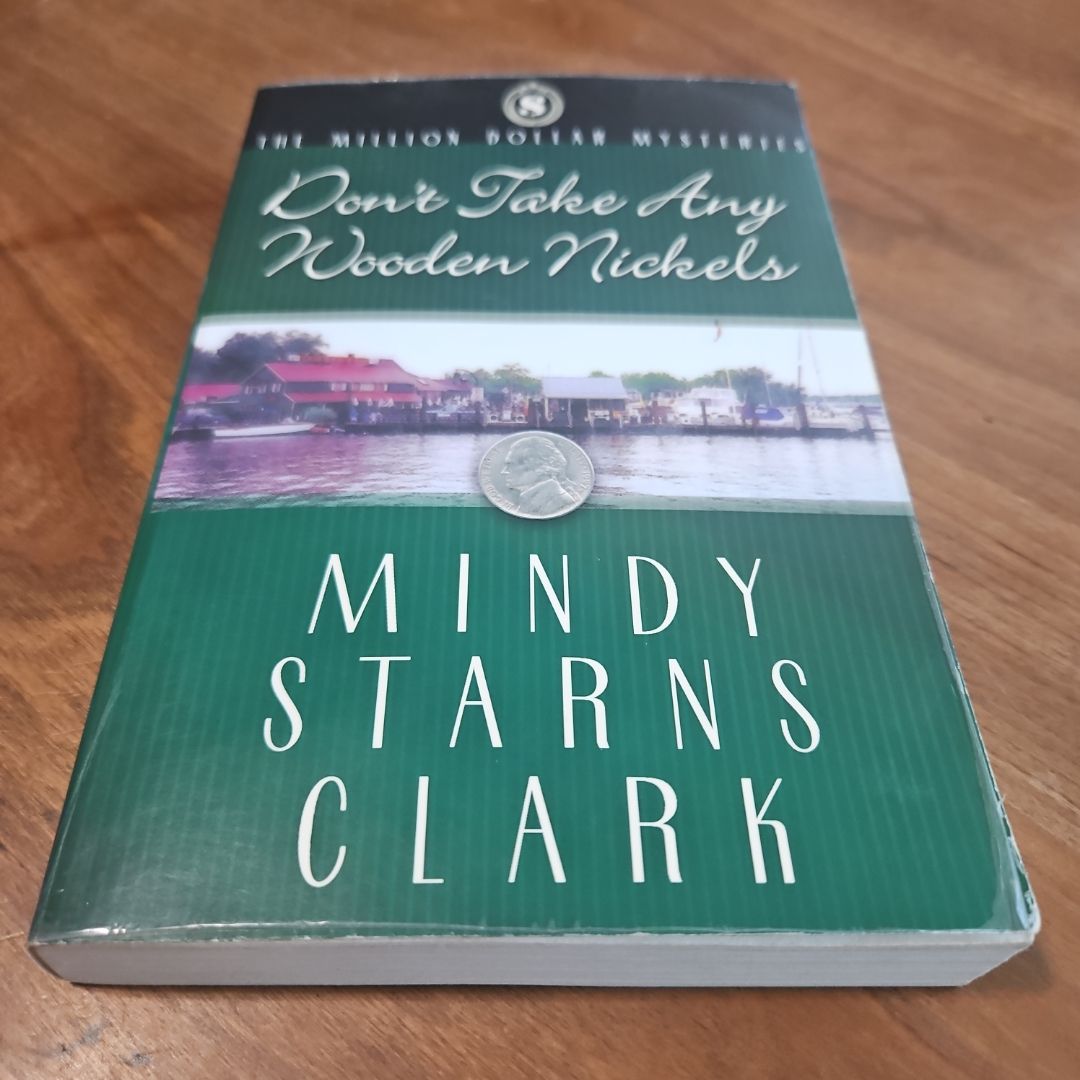 THE MILLION DOLLAR MYSTERIES
Don't Take Any
Wooden Nickels
MINDY
STARNS
CLARK